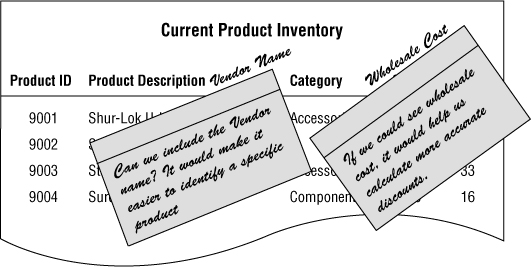 Current Product Inventory
Product ID Product Description Vendor Name Category Wholesale Cost
9001 Shur-Lok
9002
9003
33
9004
16
Can we include the Vendor
name? It would make it
easier to identify a specific
product
If we could see wholesale
cost, it would help us
calculate more accurate
discounts.